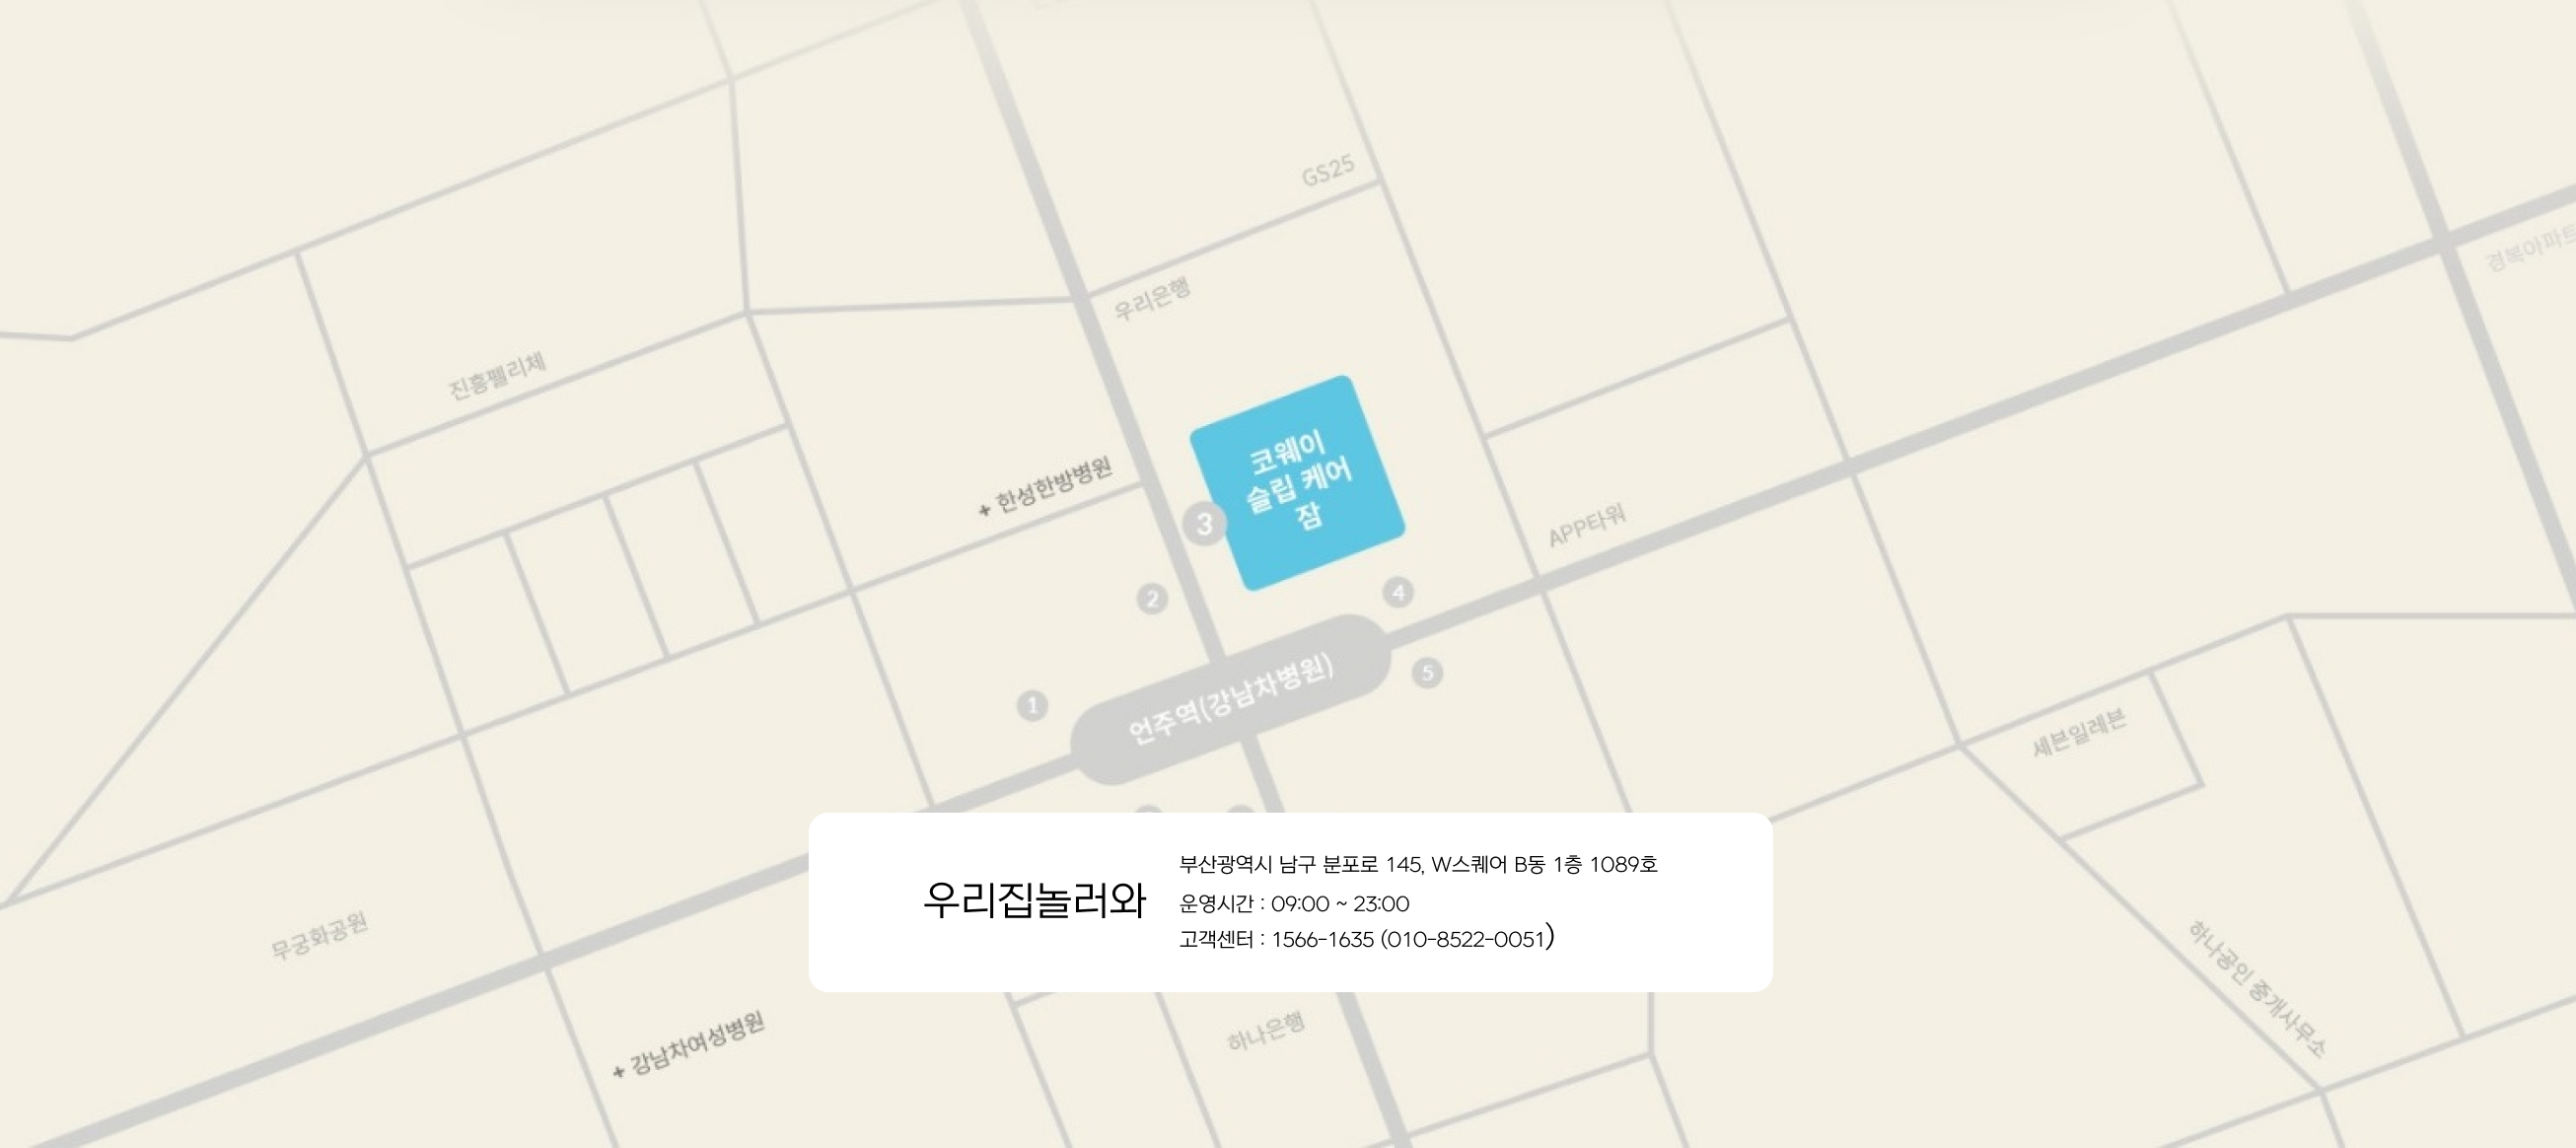 GS25
우리은행
경복아파트
진흥펠리체
코웨이
슬립 케어
잠
+ 한성한방병원
3
APP타워
2
4
언주역(강남차병원)
5
1
세븐일레븐
우리집놀러와
부산광역시 남구 분포로 145, W스퀘어 B동 1층 1089호
운영시간 : 09:00 ~ 23:00
고객센터 : 1566-1635 (010-8522-0051)
무궁화공원
하나공인 중개사무소
+ 강남차여성병원
하나은행